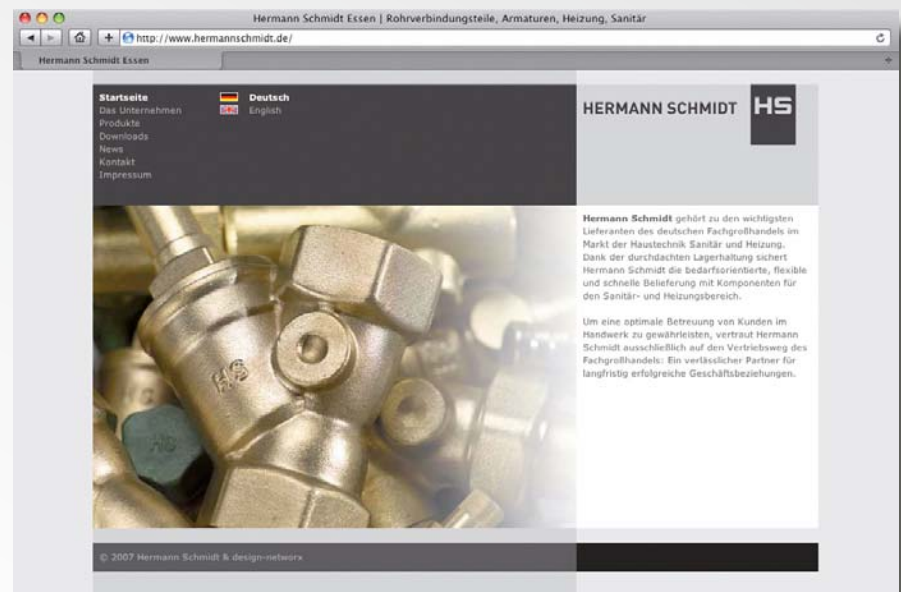 Hermann Schmidt Essen | Rohrverbindungsteile, Armaturen, Heizung, Sanitär
http://www.hermannschmidt.de/
Hermann Schmidt Essen
Startseite
Das Unternehmen
Produkte
Downloads
News
Kontakt
Impressum
Deutsch
English
HERMANN SCHMIDT HS
Hermann Schmidt gehört zu den wichtigsten
Lieferanten des deutschen Fachgroßhandels im
Markt der Haustechnik Sanitär und Heizung.
Dank der durchdachten Lagerhaltung sichert
Hermann Schmidt die bedarfsorientierte, flexible
und schnelle Belieferung mit Komponenten für
den Sanitär- und Heizungsbereich.
Um eine optimale Betreuung von Kunden im
Handwerk zu gewährleisten, vertraut Hermann
Schmidt ausschließlich auf den Vertriebsweg des
Fachgroßhandels: Ein verlässlicher Partner für
langfristig erfolgreiche Geschäftsbeziehungen.
HS
HS
© 2007 Hermann Schmidt & design-networx